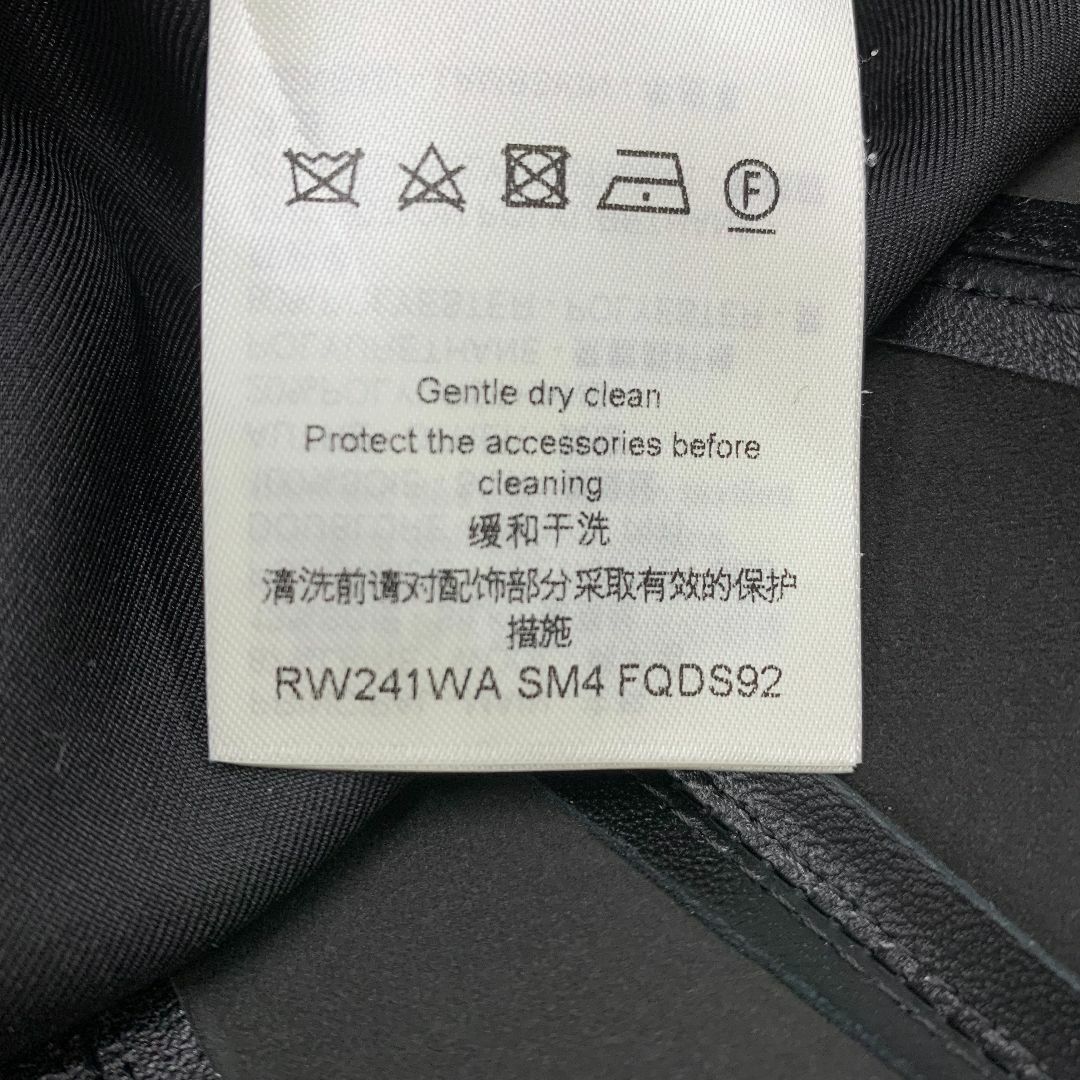 F
Gentle dry clean
Protect the accessories before
cleaning
缓和干洗
清洗前请对配饰部分采取有效的保护
措施
RW241WA SM4 FQDS92